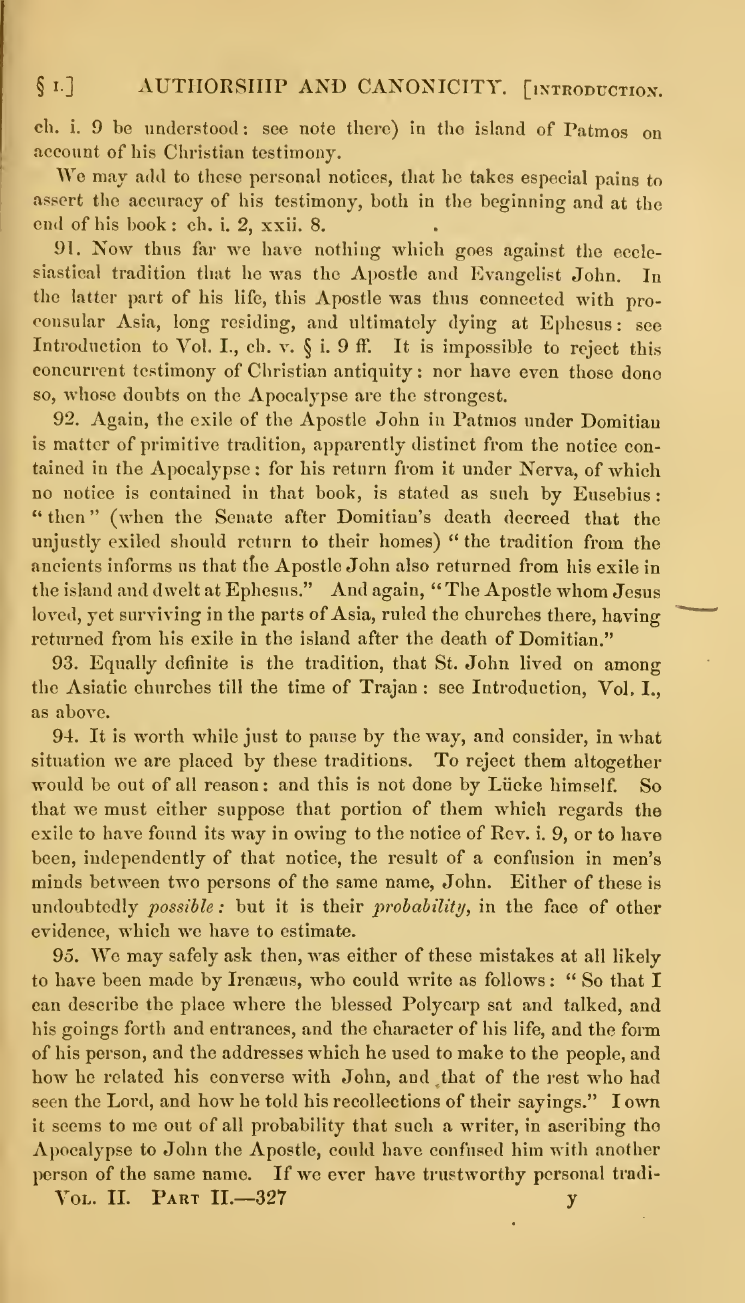 § I.] AUTHORSHIP AND CANONICITY. [INTRODUCTION.
ch. i. 9 be understood: see note there) in the island of Patmos on
account of his Christian testimony.
We may add to these personal notices, that he takes especial pains to
assert the accuracy of his testimony, both in the beginning and at the
end of his book: ch. i. 2, xxii. 8.
91. Now thus far we have nothing which goes against the eccle-
siastical tradition that he was the Apostle and Evangelist John. In
the latter part of his life, this Apostle was thus connected with pro-
consular Asia, long residing, and ultimately dying at Ephesus: see
Introduction to Vol. I., ch. v. § i. 9 ff. It is impossible to reject this
concurrent testimony of Christian antiquity: nor have even those done
so, whose doubts on the Apocalypse are the strongest.
92. Again, the exile of the Apostle John in Patmos under Domitian
is matter of primitive tradition, apparently distinct from the notice con-
tained in the Apocalypse: for his return from it under Nerva, of which
no notice is contained in that book, is stated as such by Eusebius:
“then” (when the Senate after Domitian’s death decreed that the
unjustly exiled should return to their homes) “the tradition from the
ancients informs us that the Apostle John also returned from his exile in
the island and dwelt at Ephesus.” And again, “The Apostle whom Jesus
loved, yet surviving in the parts of Asia, ruled the churches there, having
returned from his exile in the island after the death of Domitian.”
93. Equally definite is the tradition, that St. John lived on among
the Asiatic churches till the time of Trajan: see Introduction, Vol. I.,
as above.
94. It is worth while just to pause by the way, and consider, in what
situation we are placed by these traditions. To reject them altogether
would be out of all reason: and this is not done by Lücke himself. So
that we must either suppose that portion of them which regards the
exile to have found its way in owing to the notice of Rev. i. 9, or to have
been, independently of that notice, the result of a confusion in men’s
minds between two persons of the same name, John. Either of these is
undoubtedly possible: but it is their probability, in the face of other
evidence, which we have to estimate.
95. We may safely ask then, was either of these mistakes at all likely
to have been made by Irenæus, who could write as follows: “So that I
can describe the place where the blessed Polycarp sat and talked, and
his goings forth and entrances, and the character of his life, and the form
of his person, and the addresses which he used to make to the people, and
how he related his converse with John, and that of the rest who had
seen the Lord, and how he told his recollections of their sayings.” I own
it seems to me out of all probability that such a writer, in ascribing the
Apocalypse to John the Apostle, could have confused him with another
person of the same name. If we ever have trustworthy personal tradi-
VOL. II. PART II.—327 y